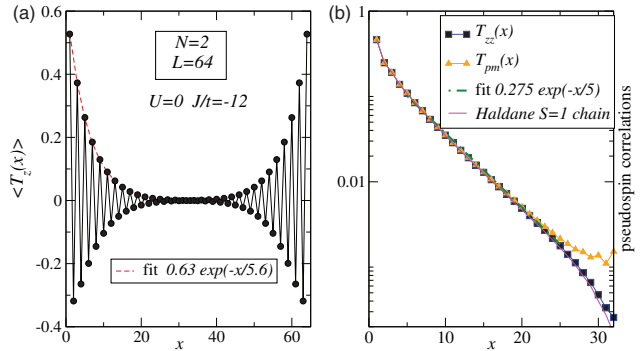 (a)
0.6
0.4
0.2
0
-0.2
-0.4
<T_z(x)>
N=2
L=64
U=0 J/t=-12
fit 0.63 exp(-x/5.6)
0 20 40 60
x
(b)
T_zz(x)
T_pm(x)
fit 0.275 exp(-x/5)
Haldane S=1 chain
1
0.01
pseudospin correlations
0 10 20 30
x